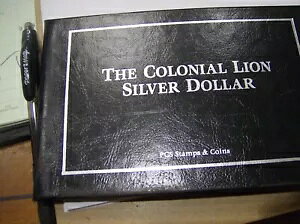 THE COLONIAL LION
SILVER DOLLAR
PCS Stamps & Coins